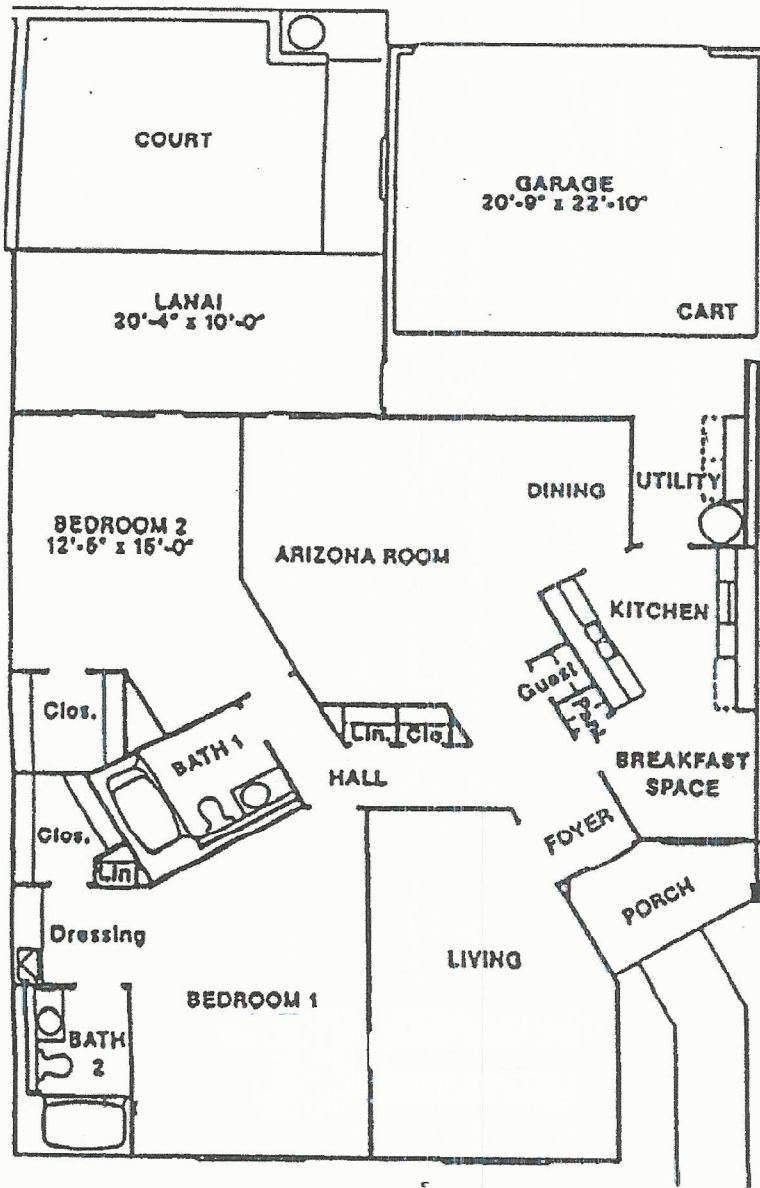 COURT
GARAGE
20'-9" x 22'-10"
CART
LANAI
20'-4" x 10'-0"
DINING
UTILITY
BEDROOM 2
12'-6" x 15'-0"
ARIZONA ROOM
KITCHEN
Guest
Clos.
Lin.
Clo.
BATH 1
HALL
BREAKFAST
SPACE
FOYER
Clos.
Lin
PORCH
Dressing
LIVING
BEDROOM 1
BATH
2